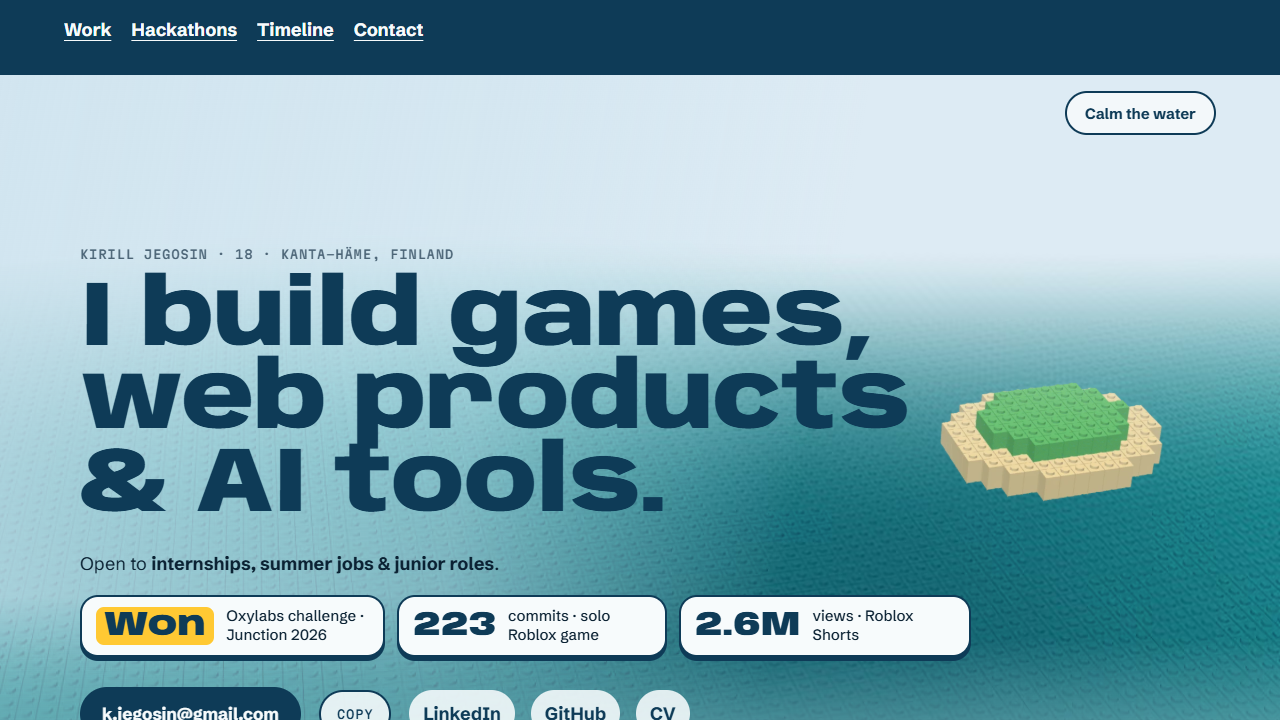 Work Hackathons Timeline Contact
Calm the water
KIRILL JEGOSIN · 18 · KANTA-HÄME, FINLAND
I build games,
web products
& AI tools.
Open to internships, summer jobs & junior roles.
Won Oxylabs challenge ·
Junction 2026
223 commits · solo
Roblox game
2.6M views · Roblox
Shorts
k.jegosin@gmail.com COPY LinkedIn GitHub CV